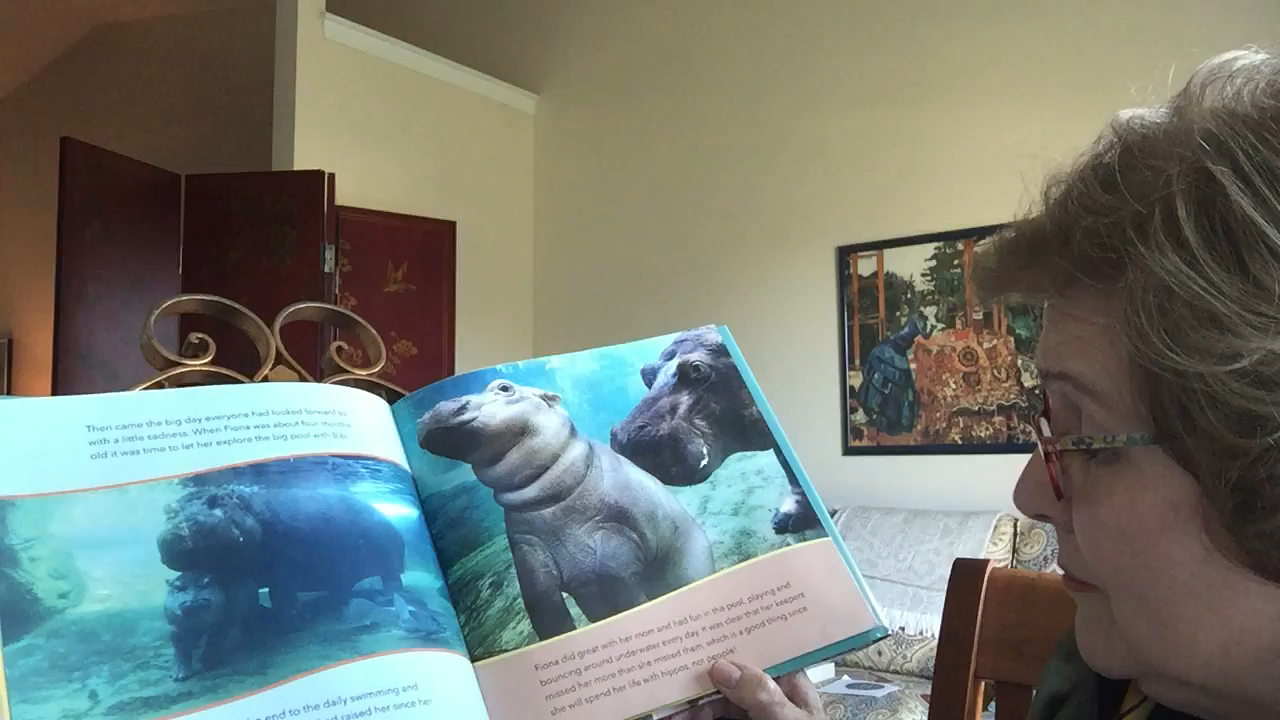 Then came the big day everyone had looked forward to
with a little sadness. When Fiona was about four months
old it was time to let her explore the big pool with Bibi.
end to the daily swimming and
raised her since her
Fiona did great with her mom and had fun in the pool, playing and
bouncing around underwater every day. It was clear that her keepers
missed her more than she missed them, which is a good thing since
she will spend her life with hippos, not people!